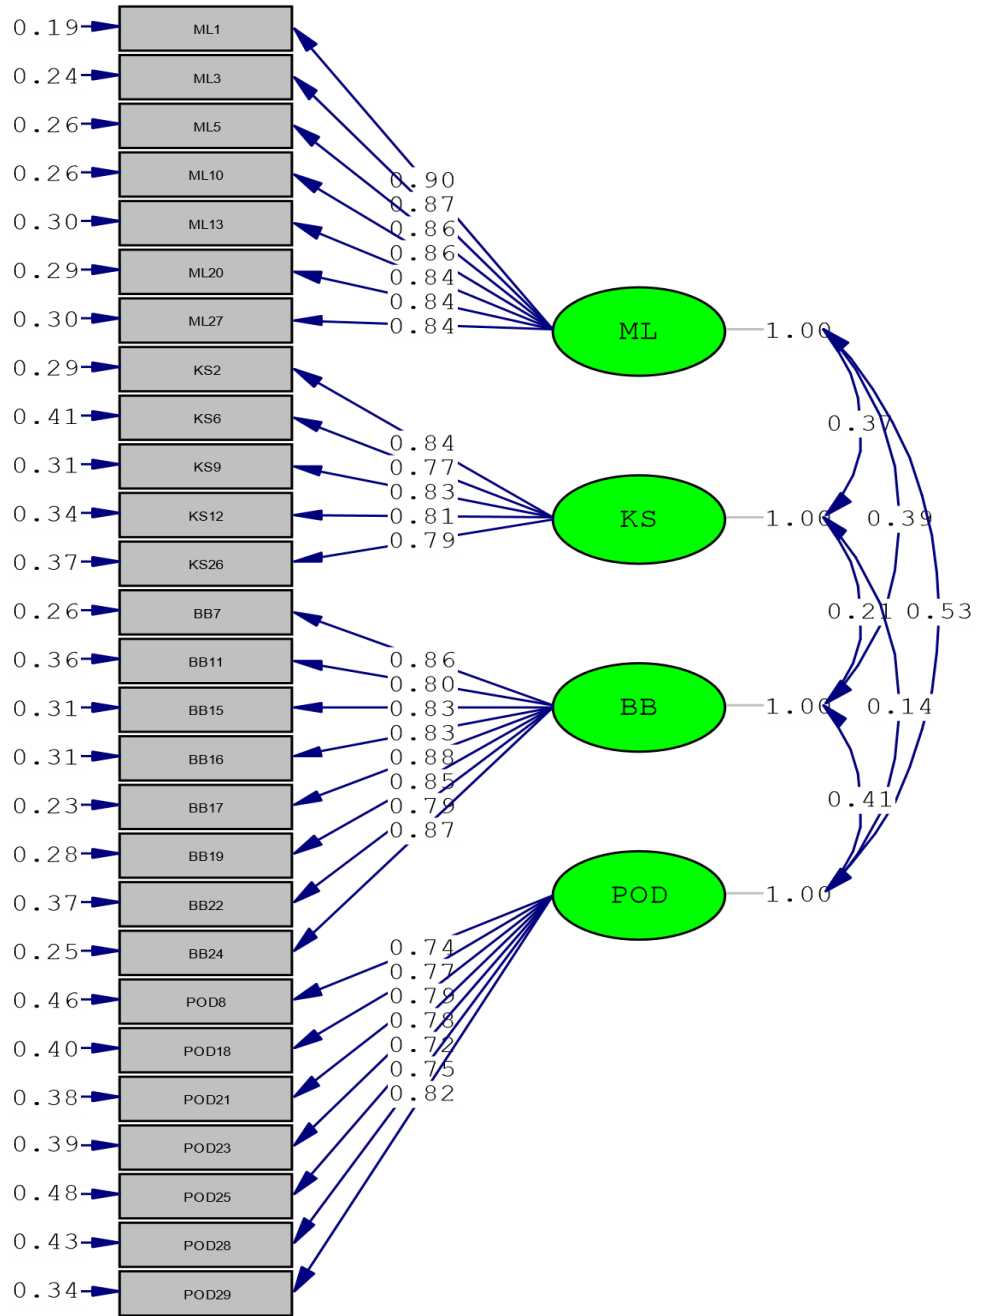 0.19 ML1
0.24 ML3
0.26 ML5
0.26 ML10
0.30 ML13
0.29 ML20
0.30 ML27
0.29 KS2
0.41 KS6
0.31 KS9
0.34 KS12
0.37 KS26
0.26 BB7
0.36 BB11
0.31 BB15
0.31 BB16
0.23 BB17
0.28 BB19
0.37 BB22
0.25 BB24
0.46 POD8
0.40 POD18
0.38 POD21
0.39 POD23
0.48 POD25
0.43 POD28
0.34 POD29
0.90
0.87
0.86
0.86
0.84
0.84
0.84
0.84
0.77
0.83
0.81
0.79
0.86
0.80
0.83
0.83
0.88
0.85
0.79
0.87
0.74
0.77
0.79
0.78
0.72
0.75
0.82
ML 1.00
KS 1.00
BB 1.00
POD 1.00
0.37
0.39
0.21 0.53
0.14
0.41